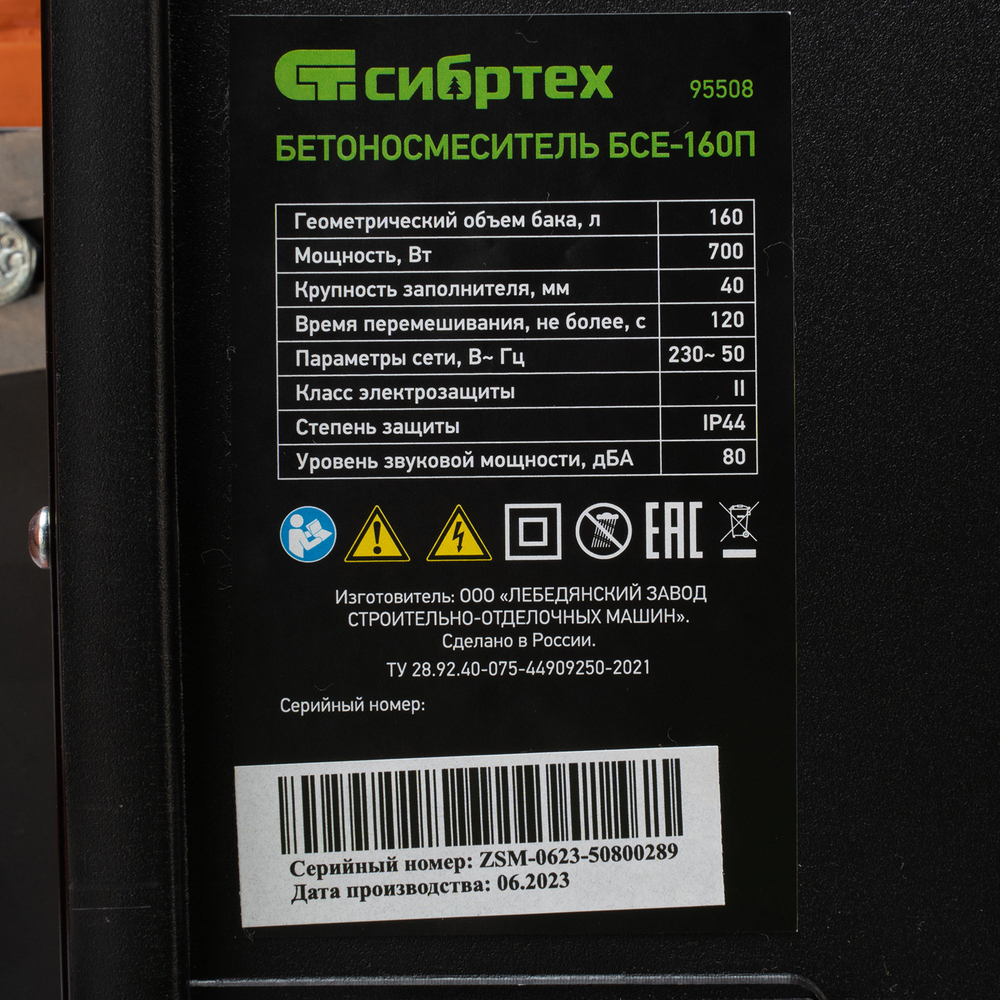 сибртех 95508
БЕТОНОСМЕСИТЕЛЬ БСЕ-160П
Геометрический объем бака, л 160
Мощность, Вт 700
Крупность заполнителя, мм 40
Время перемешивания, не более, с 120
Параметры сети, В~ Гц 230~ 50
Класс электрозащиты II
Степень защиты IP44
Уровень звуковой мощности, дБА 80
EAC
Изготовитель: ООО «ЛЕБЕДЯНСКИЙ ЗАВОД
СТРОИТЕЛЬНО-ОТДЕЛОЧНЫХ МАШИН».
Сделано в России.
ТУ 28.92.40-075-44909250-2021
Серийный номер:
Серийный номер: ZSM-0623-50800289
Дата производства: 06.2023